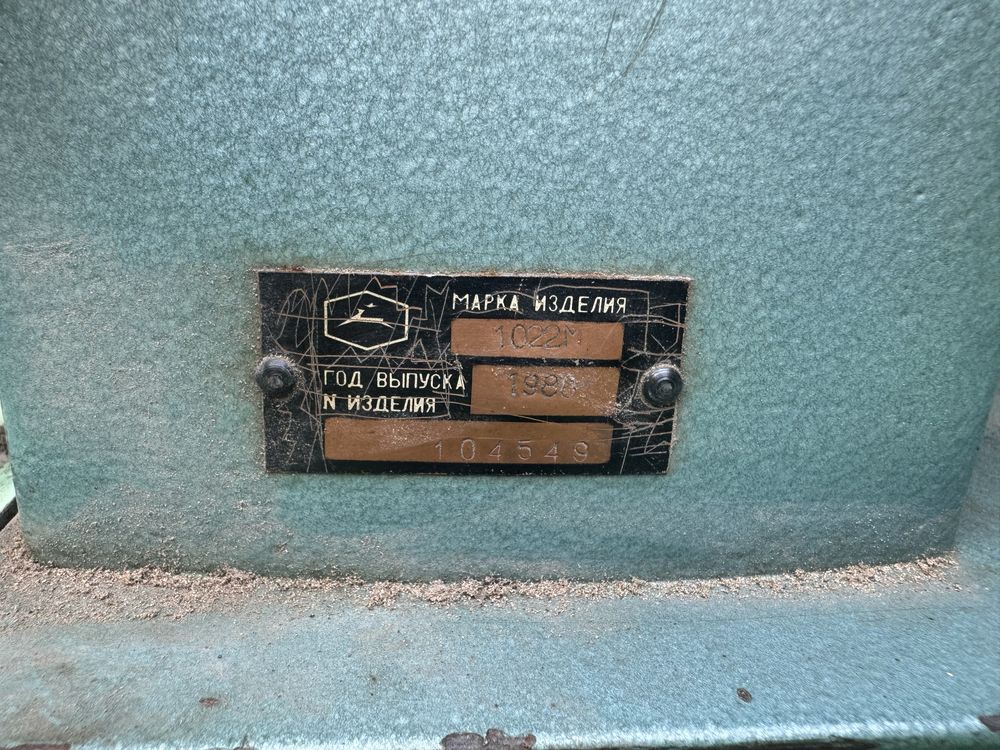 МАРКА ИЗДЕЛИЯ
1022М
ГОД ВЫПУСКА
1980
N ИЗДЕЛИЯ
104549